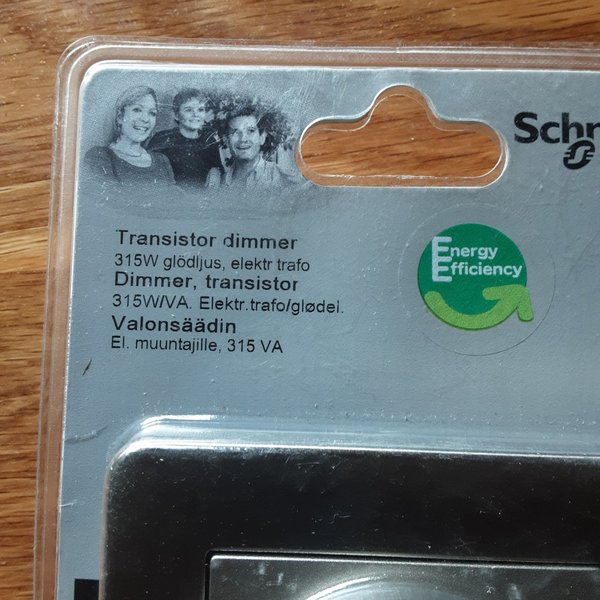 Schn
Transistor dimmer
315W glödljus, elektr trafo
Dimmer, transistor
315W/VA. Elektr.trafo/glødel.
Valonsäädin
El. muuntajille, 315 VA
Energy
Efficiency